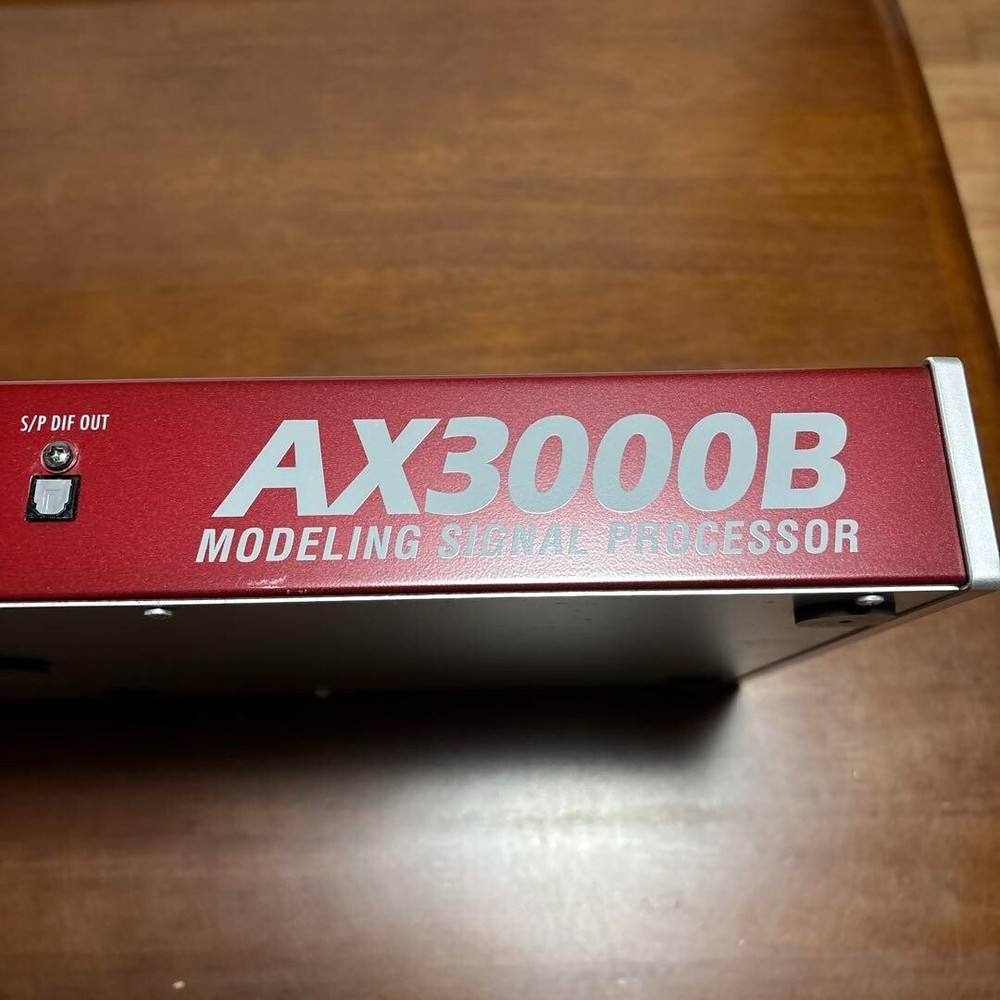 S/P DIF OUT
AX3000B
MODELING SIGNAL PROCESSOR